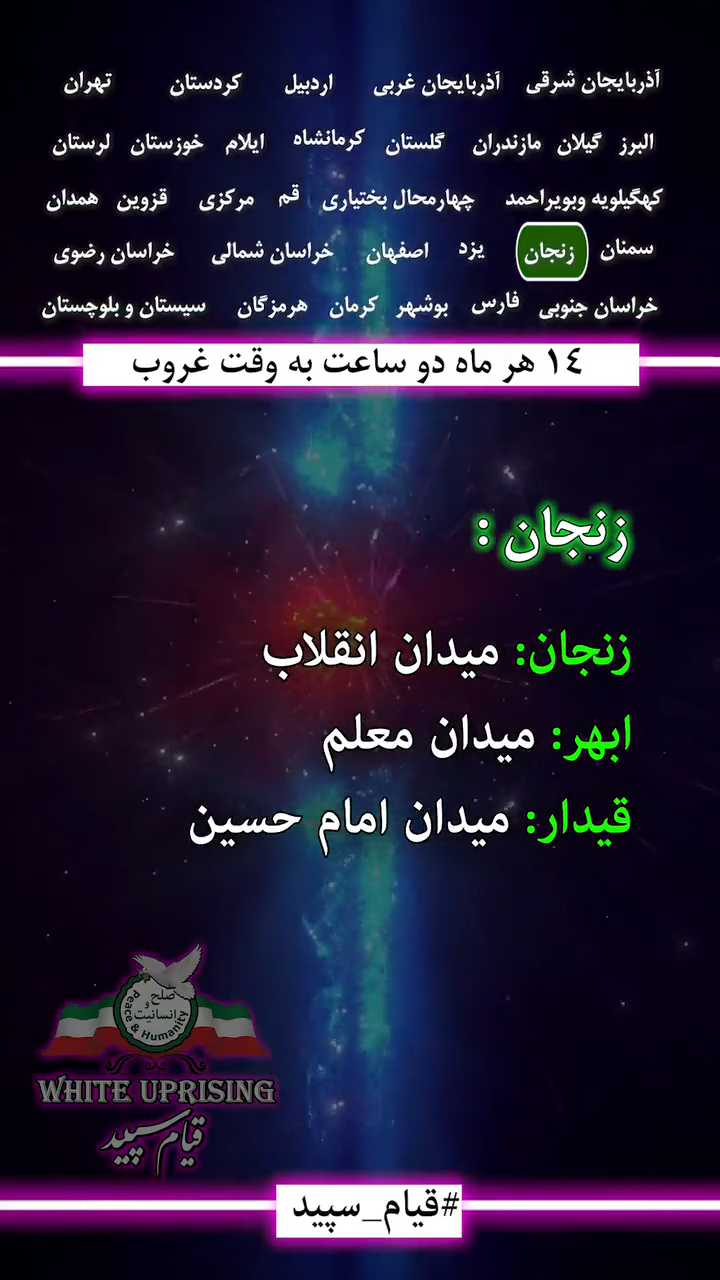 آذربایجان شرقی آذربایجان غربی اردبیل کردستان تهران
البرز گیلان مازندران گلستان کرمانشاه ایلام خوزستان لرستان
کهگیلویه وبویراحمد چهارمحال بختیاری قم مرکزی قزوین همدان
سمنان زنجان یزد اصفهان خراسان شمالی خراسان رضوی
خراسان جنوبی فارس بوشهر کرمان هرمزگان سیستان و بلوچستان
١٤ هر ماه دو ساعت به وقت غروب
زنجان :
زنجان: میدان انقلاب
ابهر: میدان معلم
قیدار: میدان امام حسین
صلح
و
انسانیت
Peace & Humanity
WHITE UPRISING
قیام سپید
#قیام_سپید